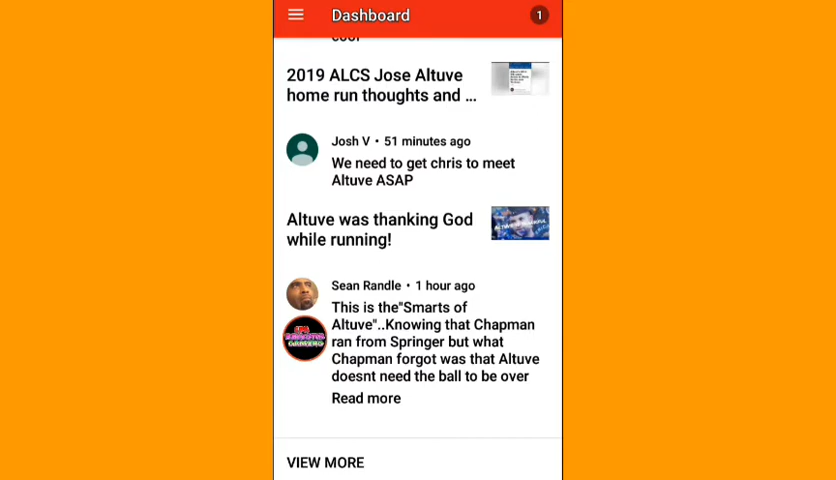 Dashboard
1
2019 ALCS Jose Altuve
home run thoughts and ...
Josh V • 51 minutes ago
We need to get chris to meet
Altuve ASAP
Altuve was thanking God
while running!
Sean Randle • 1 hour ago
This is the"Smarts of
Altuve"..Knowing that Chapman
ran from Springer but what
Chapman forgot was that Altuve
doesnt need the ball to be over
Read more
VIEW MORE